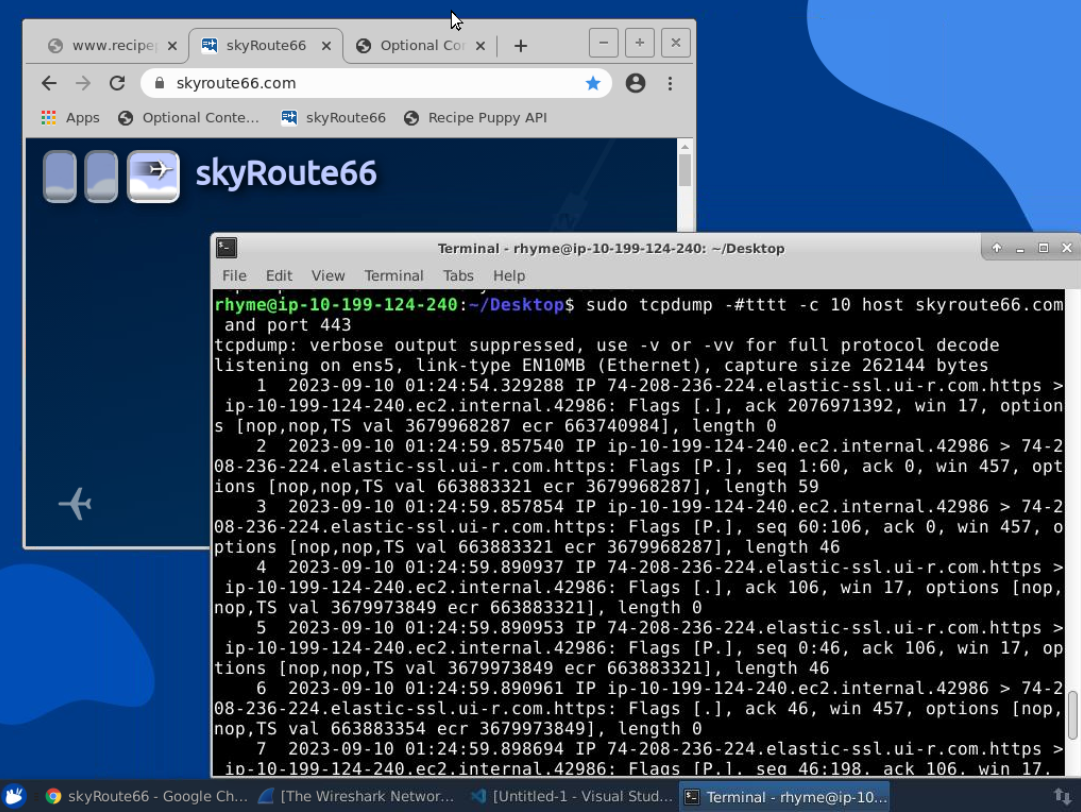 www.recipep
skyRoute66
Optional Co
skyroute66.com
Apps
Optional Conte...
skyRoute66
Recipe Puppy API
skyRoute66
Terminal - rhyme@ip-10-199-124-240: ~/Desktop
File Edit View Terminal Tabs Help
rhyme@ip-10-199-124-240:~/Desktop$ sudo tcpdump -#tttt -c 10 host skyroute66.com
and port 443
tcpdump: verbose output suppressed, use -v or -vv for full protocol decode
listening on ens5, link-type EN10MB (Ethernet), capture size 262144 bytes
1 2023-09-10 01:24:54.329288 IP 74-208-236-224.elastic-ssl.ui-r.com.https >
ip-10-199-124-240.ec2.internal.42986: Flags [.], ack 2076971392, win 17, option
s [nop,nop,TS val 3679968287 ecr 663740984], length 0
2 2023-09-10 01:24:59.857540 IP ip-10-199-124-240.ec2.internal.42986 > 74-2
08-236-224.elastic-ssl.ui-r.com.https: Flags [P.], seq 1:60, ack 0, win 457, opt
ions [nop,nop,TS val 663883321 ecr 3679968287], length 59
3 2023-09-10 01:24:59.857854 IP ip-10-199-124-240.ec2.internal.42986 > 74-2
08-236-224.elastic-ssl.ui-r.com.https: Flags [P.], seq 60:106, ack 0, win 457, o
ptions [nop,nop,TS val 663883321 ecr 3679968287], length 46
4 2023-09-10 01:24:59.890937 IP 74-208-236-224.elastic-ssl.ui-r.com.https >
ip-10-199-124-240.ec2.internal.42986: Flags [.], ack 106, win 17, options [nop,
nop,TS val 3679973849 ecr 663883321], length 0
5 2023-09-10 01:24:59.890953 IP 74-208-236-224.elastic-ssl.ui-r.com.https >
ip-10-199-124-240.ec2.internal.42986: Flags [P.], seq 0:46, ack 106, win 17, op
tions [nop,nop,TS val 3679973849 ecr 663883321], length 46
6 2023-09-10 01:24:59.890961 IP ip-10-199-124-240.ec2.internal.42986 > 74-2
08-236-224.elastic-ssl.ui-r.com.https: Flags [.], ack 46, win 457, options [nop,
nop,TS val 663883354 ecr 3679973849], length 0
7 2023-09-10 01:24:59.898694 IP 74-208-236-224.elastic-ssl.ui-r.com.https >
ip-10-199-124-240.ec2.internal.42986: Flags [P.], seq 46:198, ack 106, win 17,
skyRoute66 - Google Ch...
[The Wireshark Networ...
[Untitled-1 - Visual Stud...
Terminal - rhyme@ip-10...